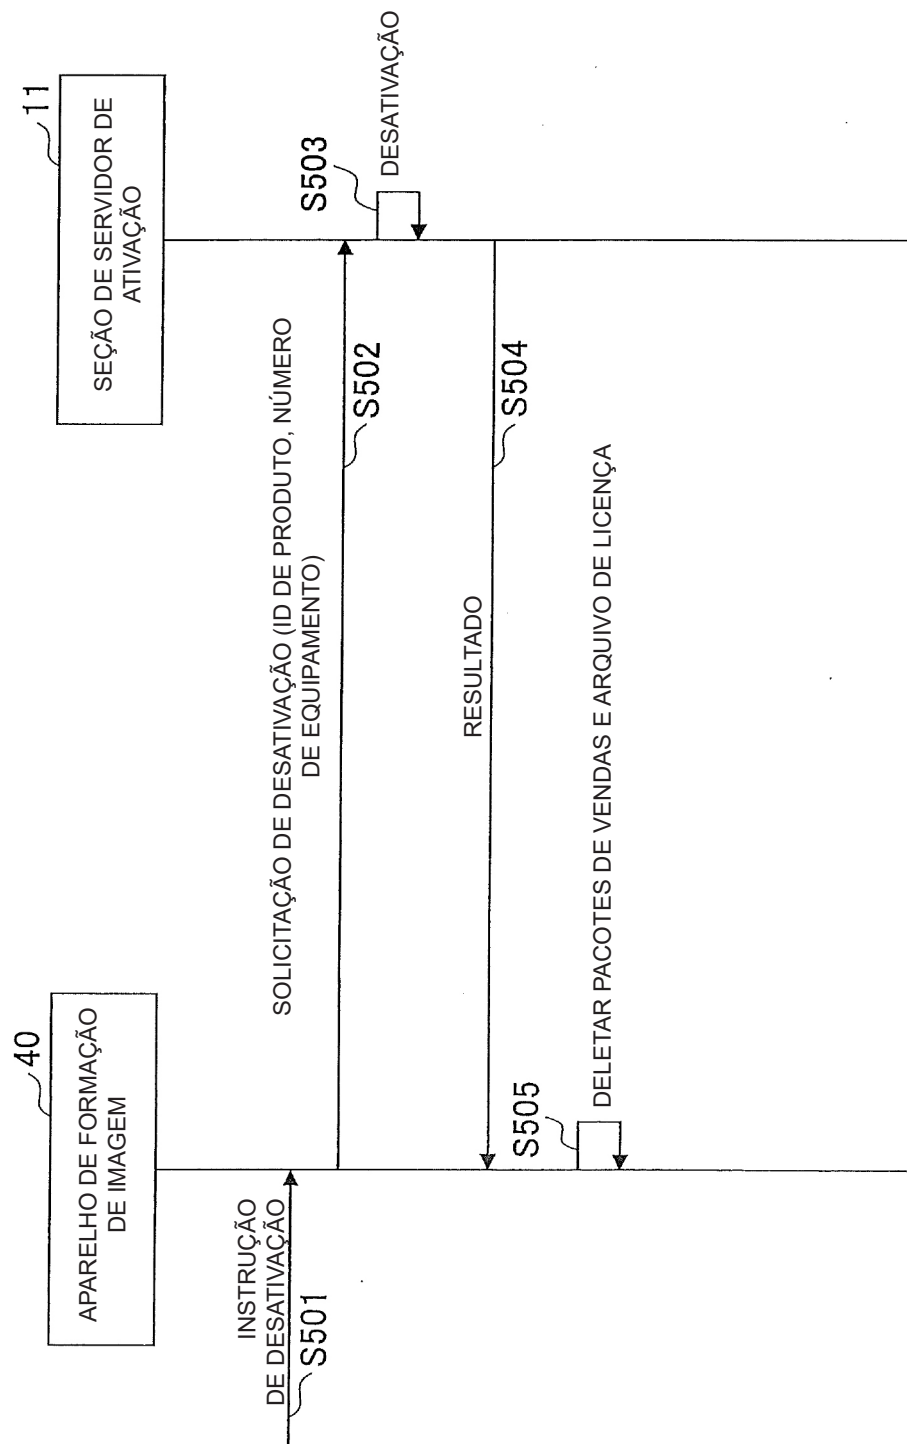 40
APARELHO DE FORMAÇÃO
DE IMAGEM
11
SEÇÃO DE SERVIDOR DE
ATIVAÇÃO
INSTRUÇÃO
DE DESATIVAÇÃO
S501
SOLICITAÇÃO DE DESATIVAÇÃO (ID DE PRODUTO, NÚMERO
DE EQUIPAMENTO)
S502
S503
DESATIVAÇÃO
RESULTADO
S504
S505
DELETAR PACOTES DE VENDAS E ARQUIVO DE LICENÇA